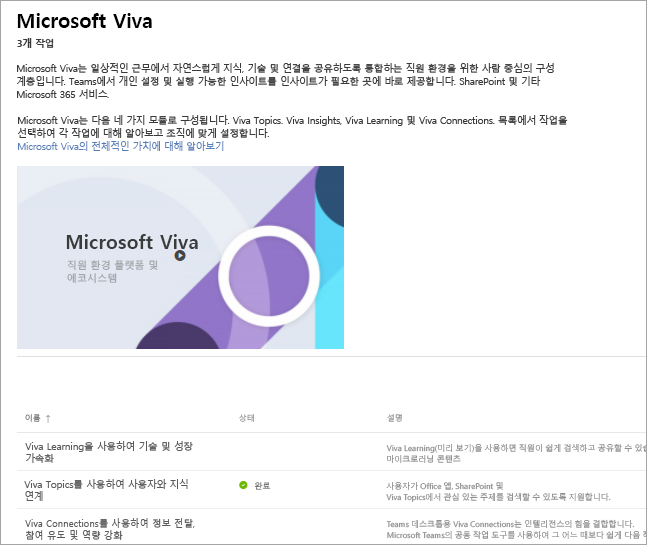 Microsoft Viva
3개 작업
Microsoft Viva는 일상적인 근무에서 자연스럽게 지식, 기술 및 연결을 공유하도록 통합하는 직원 환경을 위한 사람 중심의 구성
계층입니다. Teams에서 개인 설정 및 실행 가능한 인사이트를 인사이트가 필요한 곳에 바로 제공합니다. SharePoint 및 기타
Microsoft 365 서비스.
Microsoft Viva는 다음 네 가지 모듈로 구성됩니다. Viva Topics. Viva Insights, Viva Learning 및 Viva Connections. 목록에서 작업을
선택하여 각 작업에 대해 알아보고 조직에 맞게 설정합니다.
Microsoft Viva의 전체적인 가치에 대해 알아보기
Microsoft Viva
직원 환경 플랫폼 및
에코시스템
이름 ↑ 상태 설명
Viva Learning을 사용하여 기술 및 성장
가속화
Viva Learning(미리 보기)을 사용하면 직원이 쉽게 검색하고 공유할 수 있
마이크로러닝 콘텐츠
Viva Topics를 사용하여 사용자와 지식
연계
완료
사용자가 Office 앱, SharePoint 및
Viva Topics에서 관심 있는 주제를 검색할 수 있도록 지원합니다.
Viva Connections를 사용하여 정보 전달,
참여 유도 및 역량 강화
Teams 데스크톱용 Viva Connections는 인텔리전스의 힘을 결합합니다.
Microsoft Teams의 공동 작업 도구를 사용하여 그 어느 때보다 쉽게 다음